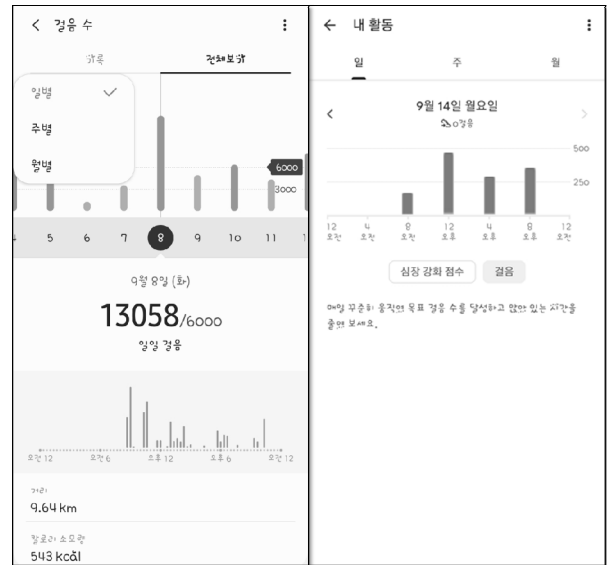 걸음 수
기록
전체보기
일별
주별
월별
6000
3000
5 6 7 8 9 10 11
9월 8일 (화)
13058/6000
일일 걸음
오전 12 오전 6 오후 12 오후 6 오전 12
거리
9.64 km
칼로리 소모량
543 kcal
내 활동
일 주 월
9월 14일 월요일
0걸음
500
250
12 4 8 12 4 8 12
오전 오전 오전 오후 오후 오후 오전
심장 강화 점수 걸음
매일 꾸준히 움직여 목표 걸음 수를 달성하고 앉아 있는 시간을
줄여 보세요.